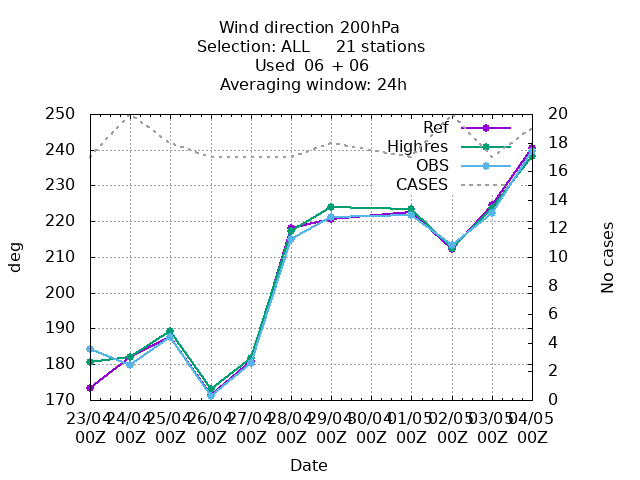 Wind direction 200hPa
Selection: ALL 21 stations
Used 06 + 06
Averaging window: 24h
250
240
230
220
210
200
190
180
170
deg
20
18
16
14
12
10
8
6
4
2
0
No cases
Ref
Highres
OBS
CASES
23/04 24/04 25/04 26/04 27/04 28/04 29/04 30/04 01/05 02/05 03/05 04/05
00Z 00Z 00Z 00Z 00Z 00Z 00Z 00Z 00Z 00Z 00Z 00Z
Date